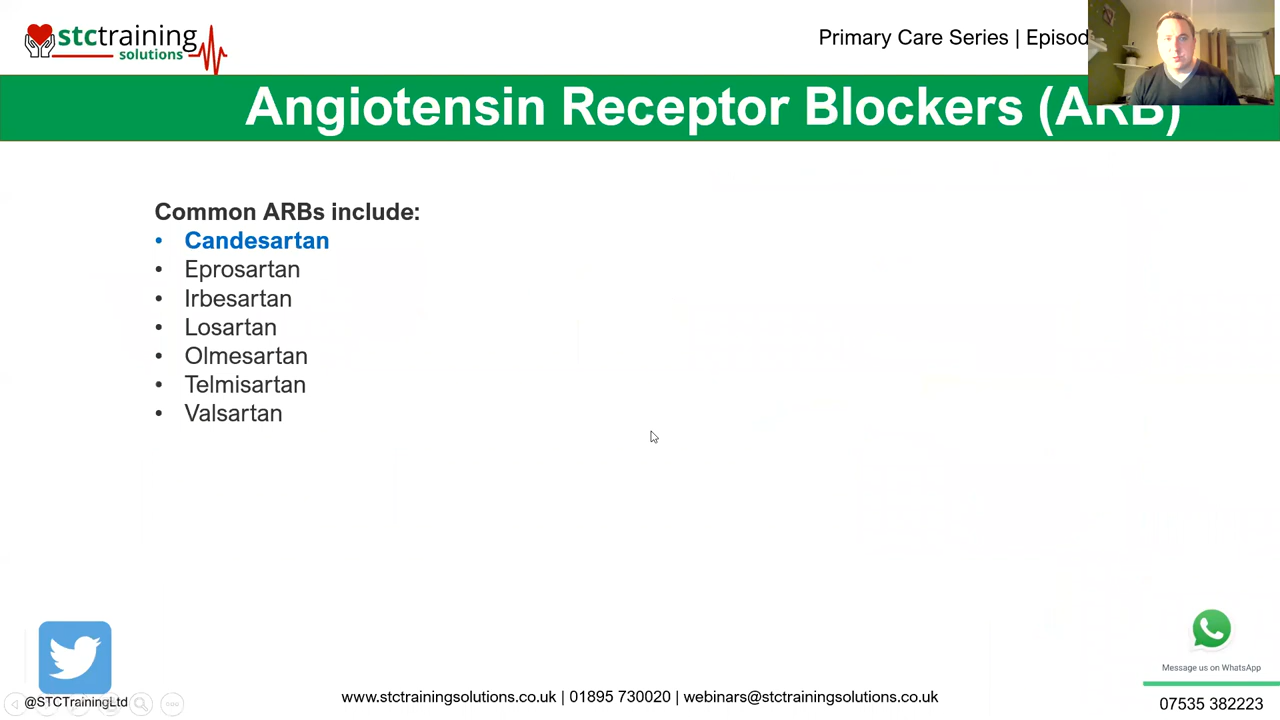 stctraining
solutions
Primary Care Series | Episod
Angiotensin Receptor Blockers (ARB)
Common ARBs include:
• Candesartan
• Eprosartan
• Irbesartan
• Losartan
• Olmesartan
• Telmisartan
• Valsartan
Message us on WhatsApp
@STCTrainingLtd
www.stctrainingsolutions.co.uk | 01895 730020 | webinars@stctrainingsolutions.co.uk
07535 382223